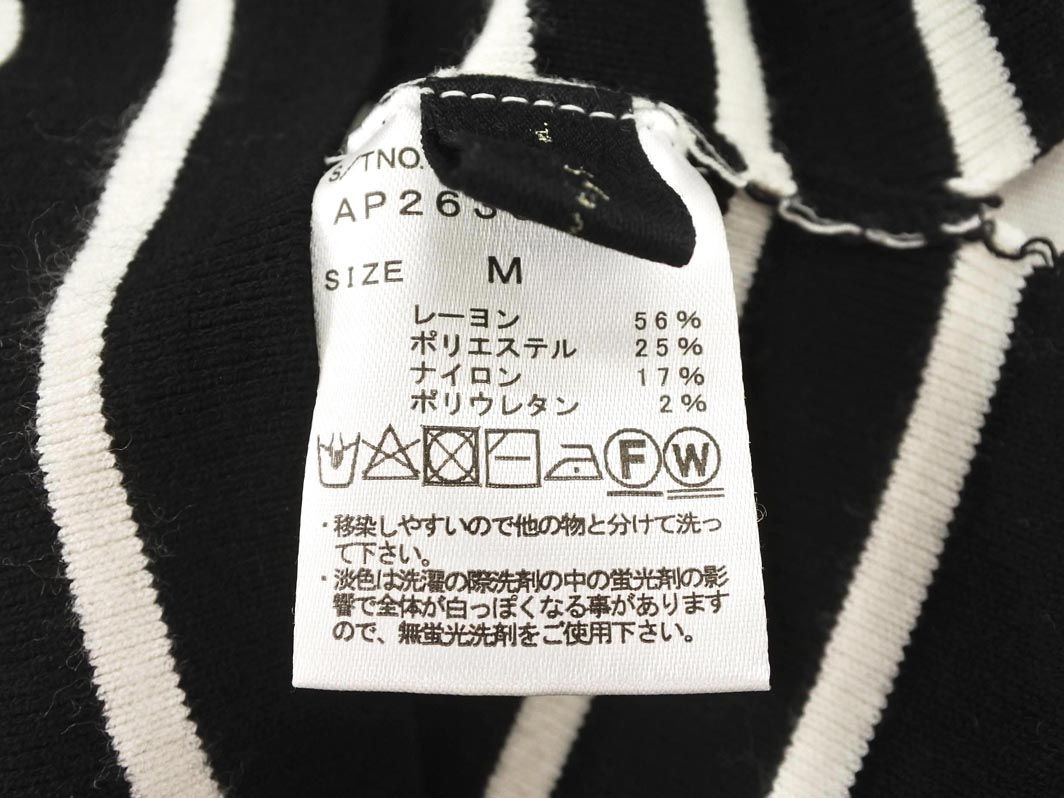 S/TNO.
AP263
SIZE M
レーヨン 56%
ポリエステル 25%
ナイロン 17%
ポリウレタン 2%
F W
・移染しやすいので他の物と分けて洗っ
て下さい。
・淡色は洗濯の際洗剤の中の蛍光剤の影
響で全体が白っぽくなる事があります
ので、無蛍光洗剤をご使用下さい。